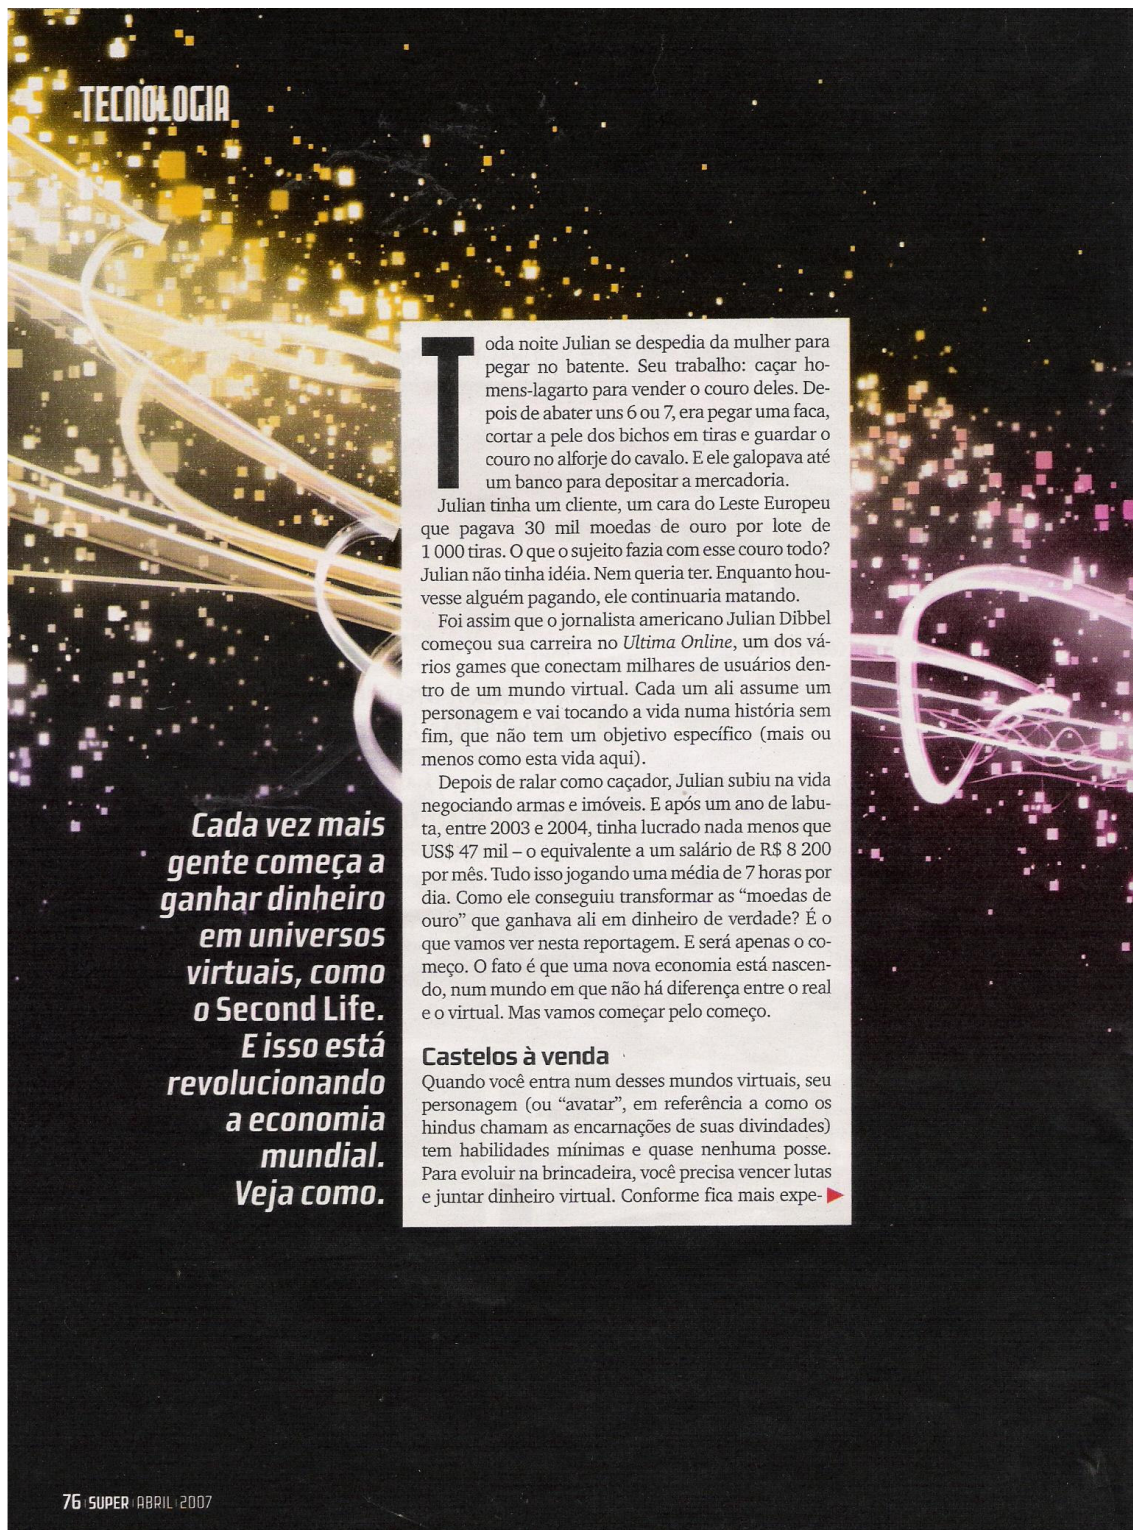 TECNOLOGIA
Toda noite Julian se despedia da mulher para
pegar no batente. Seu trabalho: caçar ho-
mens-lagarto para vender o couro deles. De-
pois de abater uns 6 ou 7, era pegar uma faca,
cortar a pele dos bichos em tiras e guardar o
couro no alforje do cavalo. E ele galopava até
um banco para depositar a mercadoria.
Julian tinha um cliente, um cara do Leste Europeu
que pagava 30 mil moedas de ouro por lote de
1 000 tiras. O que o sujeito fazia com esse couro todo?
Julian não tinha idéia. Nem queria ter. Enquanto hou-
vesse alguém pagando, ele continuaria matando.
Foi assim que o jornalista americano Julian Dibbel
começou sua carreira no Ultima Online, um dos vá-
rios games que conectam milhares de usuários den-
tro de um mundo virtual. Cada um ali assume um
personagem e vai tocando a vida numa história sem
fim, que não tem um objetivo específico (mais ou
menos como esta vida aqui).
Depois de ralar como caçador, Julian subiu na vida
negociando armas e imóveis. E após um ano de labu-
ta, entre 2003 e 2004, tinha lucrado nada menos que
US$ 47 mil – o equivalente a um salário de R$ 8 200
por mês. Tudo isso jogando uma média de 7 horas por
dia. Como ele conseguiu transformar as “moedas de
ouro” que ganhava ali em dinheiro de verdade? É o
que vamos ver nesta reportagem. E será apenas o co-
meço. O fato é que uma nova economia está nascen-
do, num mundo em que não há diferença entre o real
e o virtual. Mas vamos começar pelo começo.
Castelos à venda
Quando você entra num desses mundos virtuais, seu
personagem (ou “avatar”, em referência a como os
hindus chamam as encarnações de suas divindades)
tem habilidades mínimas e quase nenhuma posse.
Para evoluir na brincadeira, você precisa vencer lutas
e juntar dinheiro virtual. Conforme fica mais expe-
Cada vez mais
gente começa a
ganhar dinheiro
em universos
virtuais, como
o Second Life.
E isso está
revolucionando
a economia
mundial.
Veja como.
76 | SUPER | ABRIL | 2007